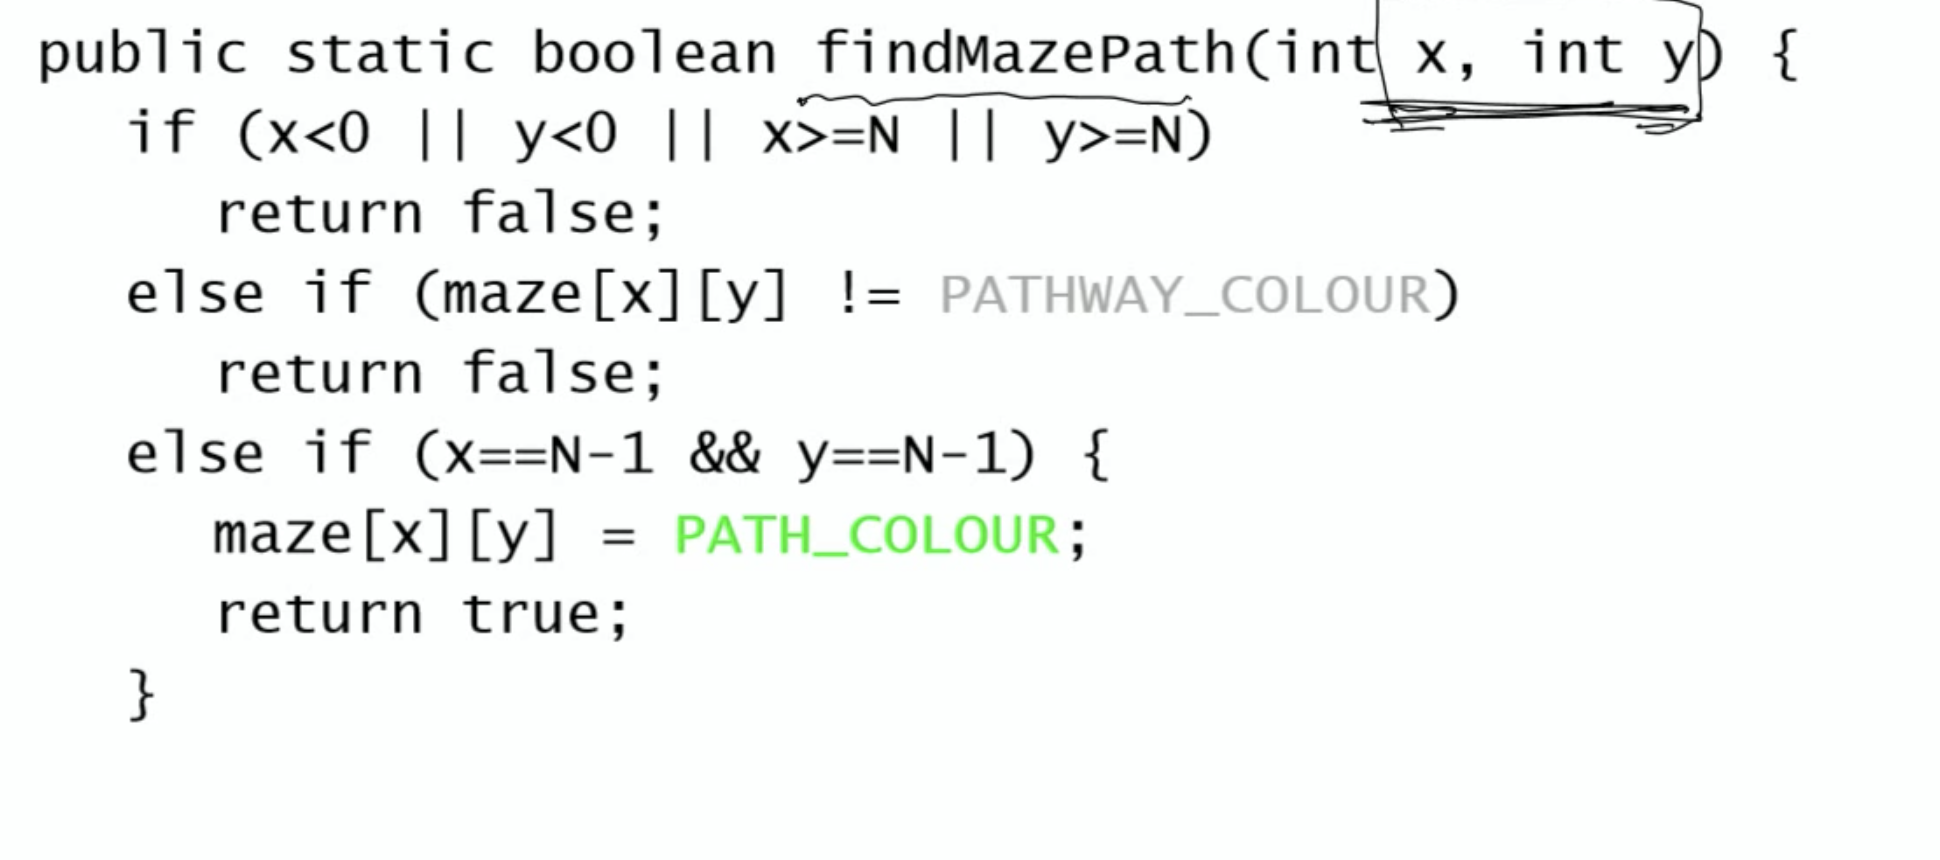 public static boolean findMazePath(int x, int y) {
if (x<0 || y<0 || x>=N || y>=N)
return false;
else if (maze[x][y] != PATHWAY_COLOUR)
return false;
else if (x==N-1 && y==N-1) {
maze[x][y] = PATH_COLOUR;
return true;
}